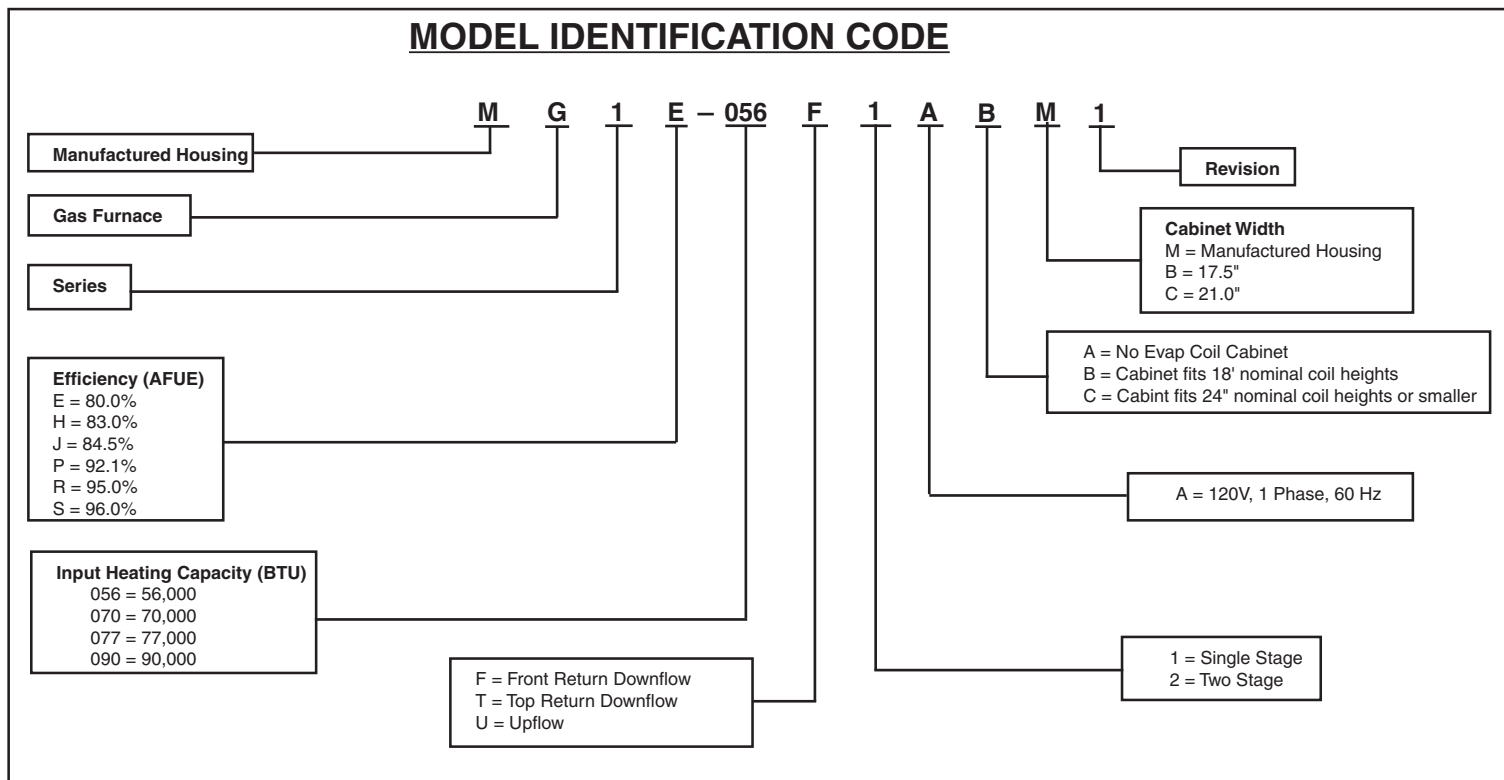 MODEL IDENTIFICATION CODE
M G 1 E – 056 F 1 A B M 1
Manufactured Housing
Gas Furnace
Series
Efficiency (AFUE)
E = 80.0%
H = 83.0%
J = 84.5%
P = 92.1%
R = 95.0%
S = 96.0%
Input Heating Capacity (BTU)
056 = 56,000
070 = 70,000
077 = 77,000
090 = 90,000
F = Front Return Downflow
T = Top Return Downflow
U = Upflow
Revision
Cabinet Width
M = Manufactured Housing
B = 17.5"
C = 21.0"
A = No Evap Coil Cabinet
B = Cabinet fits 18' nominal coil heights
C = Cabint fits 24" nominal coil heights or smaller
A = 120V, 1 Phase, 60 Hz
1 = Single Stage
2 = Two Stage